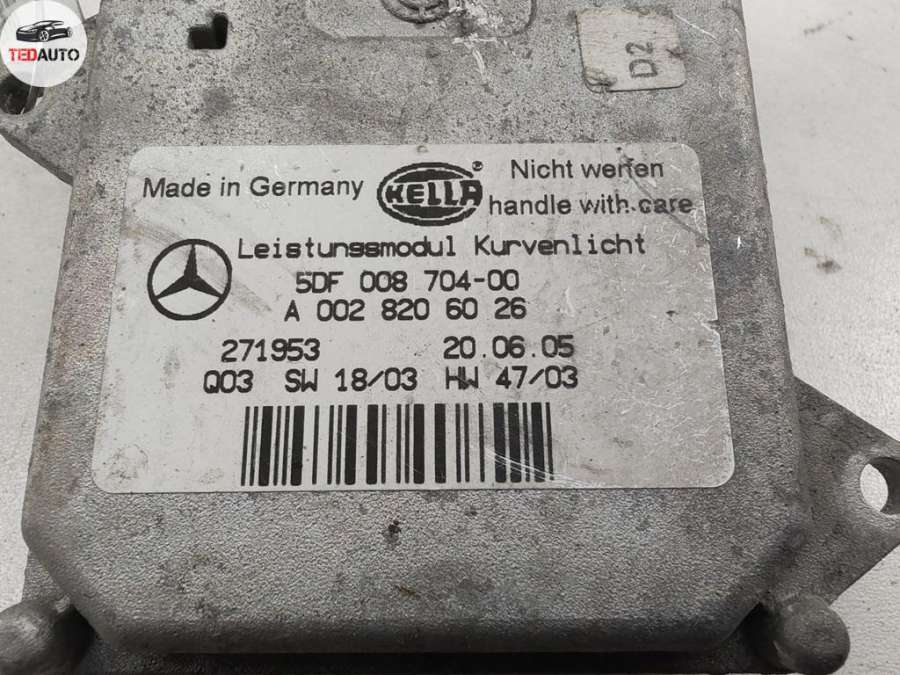 TEDAUTO
D2
Made in Germany
HELLA
®
Nicht werfen
handle with care
Leistungsmodul Kurvenlicht
5DF 008 704-00
A 002 820 60 26
271953 20.06.05
Q03 SW 18/03 HW 47/03